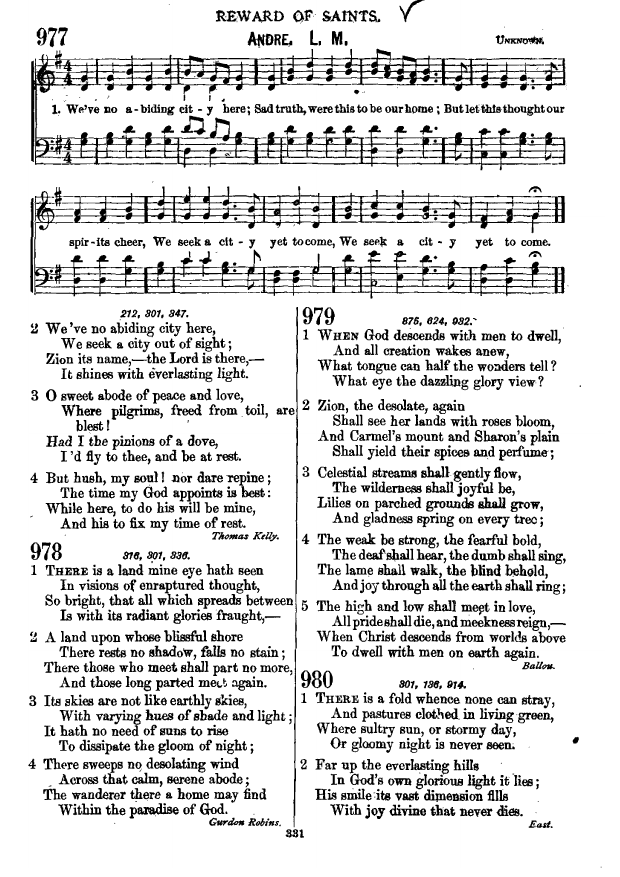 REWARD OF SAINTS.
977
ANDRE. L. M.
UNKNOWN.
1. We've no a-biding cit-y here; Sad truth, were this to be our home; But let this thought our
spir-its cheer, We seek a cit-y yet to come, We seek a cit-y yet to come.
212, 301, 347.
2 We've no abiding city here,
We seek a city out of sight;
Zion its name,—the Lord is there,—
It shines with everlasting light.
3 O sweet abode of peace and love,
Where pilgrims, freed from toil, are
blest!
Had I the pinions of a dove,
I'd fly to thee, and be at rest.
4 But hush, my soul! nor dare repine;
The time my God appoints is best:
While here, to do his will be mine,
And his to fix my time of rest.
Thomas Kelly.
978
316, 301, 336.
1 THERE is a land mine eye hath seen
In visions of enraptured thought,
So bright, that all which spreads between
Is with its radiant glories fraught,—
2 A land upon whose blissful shore
There rests no shadow, falls no stain;
There those who meet shall part no more,
And those long parted meet again.
3 Its skies are not like earthly skies,
With varying hues of shade and light;
It hath no need of suns to rise
To dissipate the gloom of night;
4 There sweeps no desolating wind
Across that calm, serene abode;
The wanderer there a home may find
Within the paradise of God.
Gurdon Robins.
979
875, 624, 932.
1 WHEN God descends with men to dwell,
And all creation wakes anew,
What tongue can half the wonders tell?
What eye the dazzling glory view?
2 Zion, the desolate, again
Shall see her lands with roses bloom,
And Carmel's mount and Sharon's plain
Shall yield their spices and perfume;
3 Celestial streams shall gently flow,
The wilderness shall joyful be,
Lilies on parched grounds shall grow,
And gladness spring on every tree;
4 The weak be strong, the fearful bold,
The deaf shall hear, the dumb shall sing,
The lame shall walk, the blind behold,
And joy through all the earth shall ring;
5 The high and low shall meet in love,
All pride shall die, and meekness reign,—
When Christ descends from worlds above
To dwell with men on earth again.
Ballou.
980
301, 136, 914.
1 THERE is a fold whence none can stray,
And pastures clothed in living green,
Where sultry sun, or stormy day,
Or gloomy night is never seen.
2 Far up the everlasting hills
In God's own glorious light it lies;
His smile its vast dimension fills
With joy divine that never dies.
East.
331